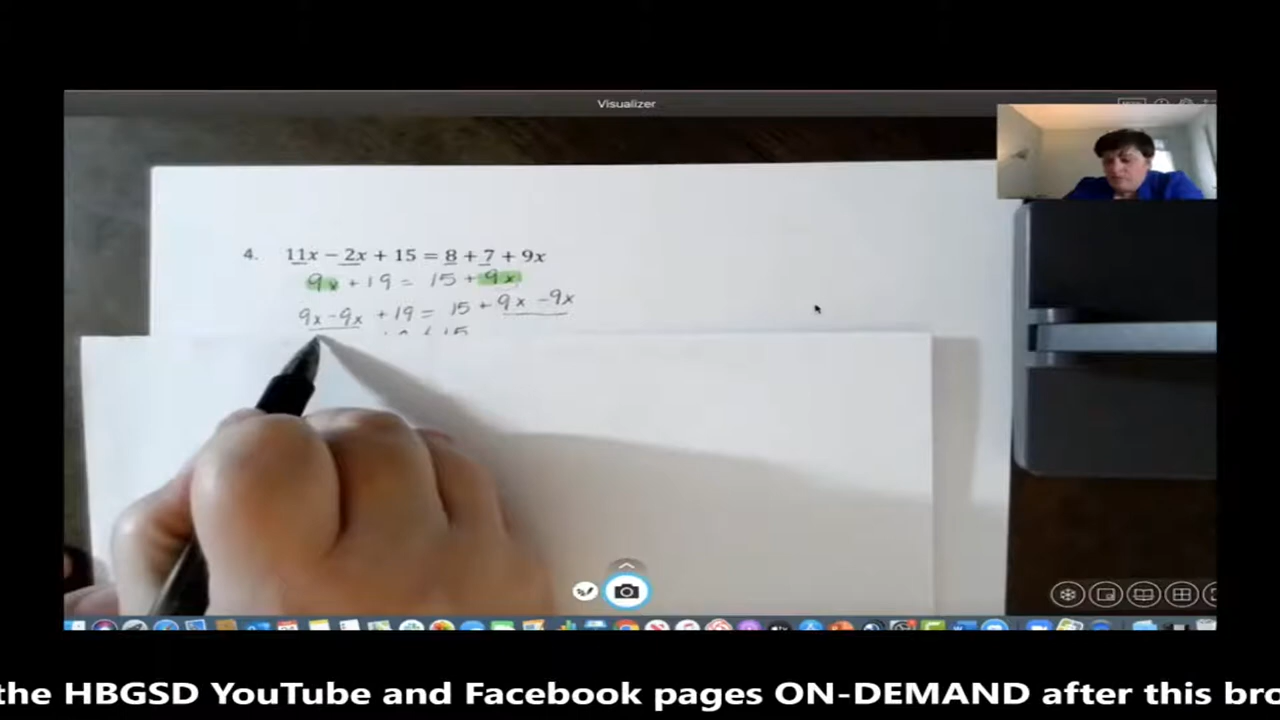 Visualizer
4. 11x − 2x + 15 = 8 + 7 + 9x
9x + 19 = 15 + 9x
9x - 9x + 19 = 15 + 9x - 9x
the HBGSD YouTube and Facebook pages ON-DEMAND after this bro